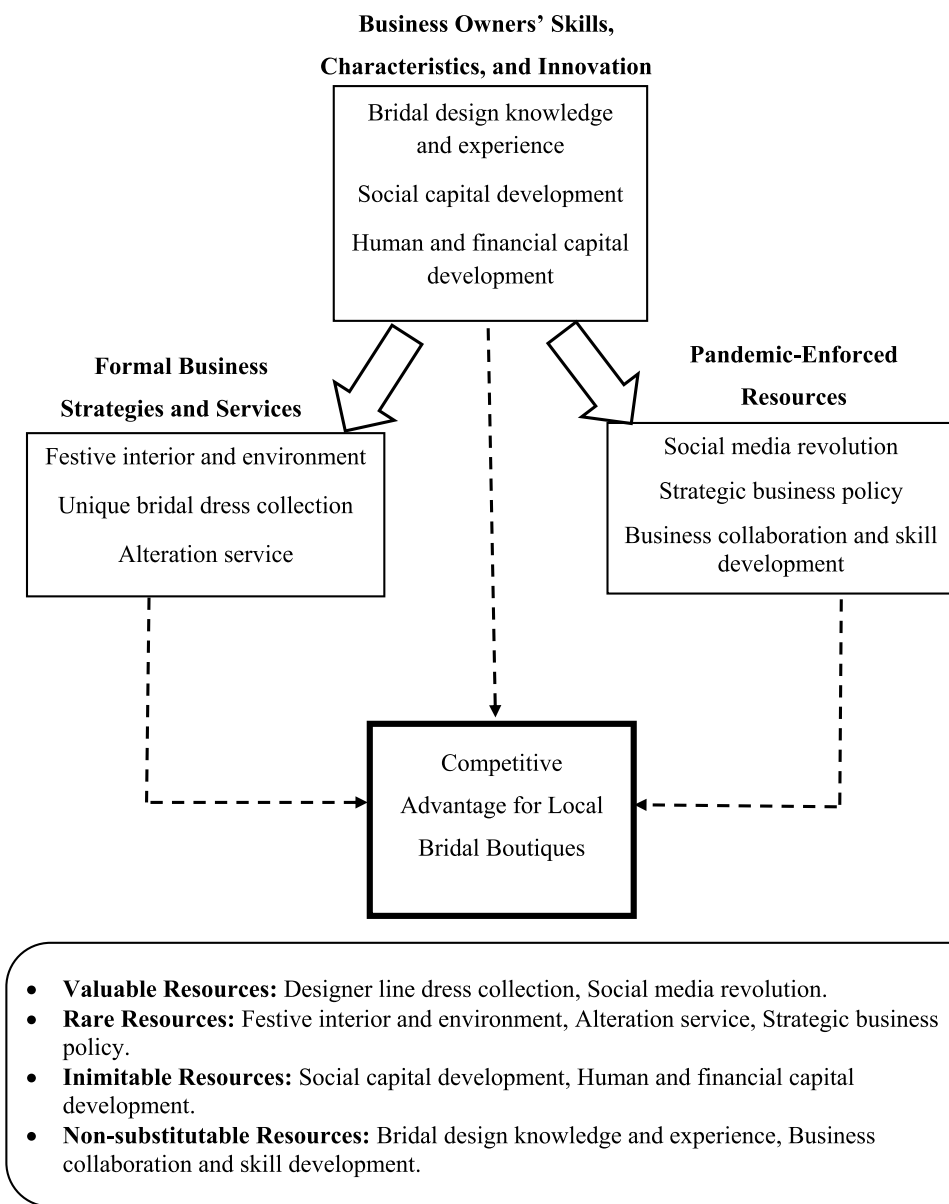 Business Owners’ Skills,
Characteristics, and Innovation
Bridal design knowledge
and experience
Social capital development
Human and financial capital
development
Formal Business
Strategies and Services
Festive interior and environment
Unique bridal dress collection
Alteration service
Pandemic-Enforced
Resources
Social media revolution
Strategic business policy
Business collaboration and skill
development
Competitive
Advantage for Local
Bridal Boutiques
• Valuable Resources: Designer line dress collection, Social media revolution.
• Rare Resources: Festive interior and environment, Alteration service, Strategic business
policy.
• Inimitable Resources: Social capital development, Human and financial capital
development.
• Non-substitutable Resources: Bridal design knowledge and experience, Business
collaboration and skill development.